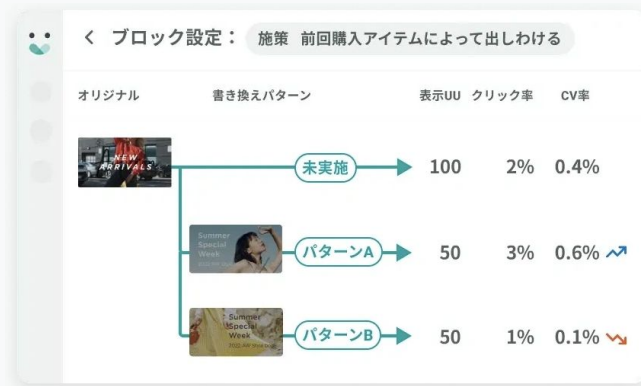 ブロック設定： 施策 前回購入アイテムによって出しわける
オリジナル 書き換えパターン 表示UU クリック率 CV率
NEW
ARRIVALS
未実施 100 2% 0.4%
Summer
Special
Week
パターンA 50 3% 0.6%
Summer
Special
Week
パターンB 50 1% 0.1%